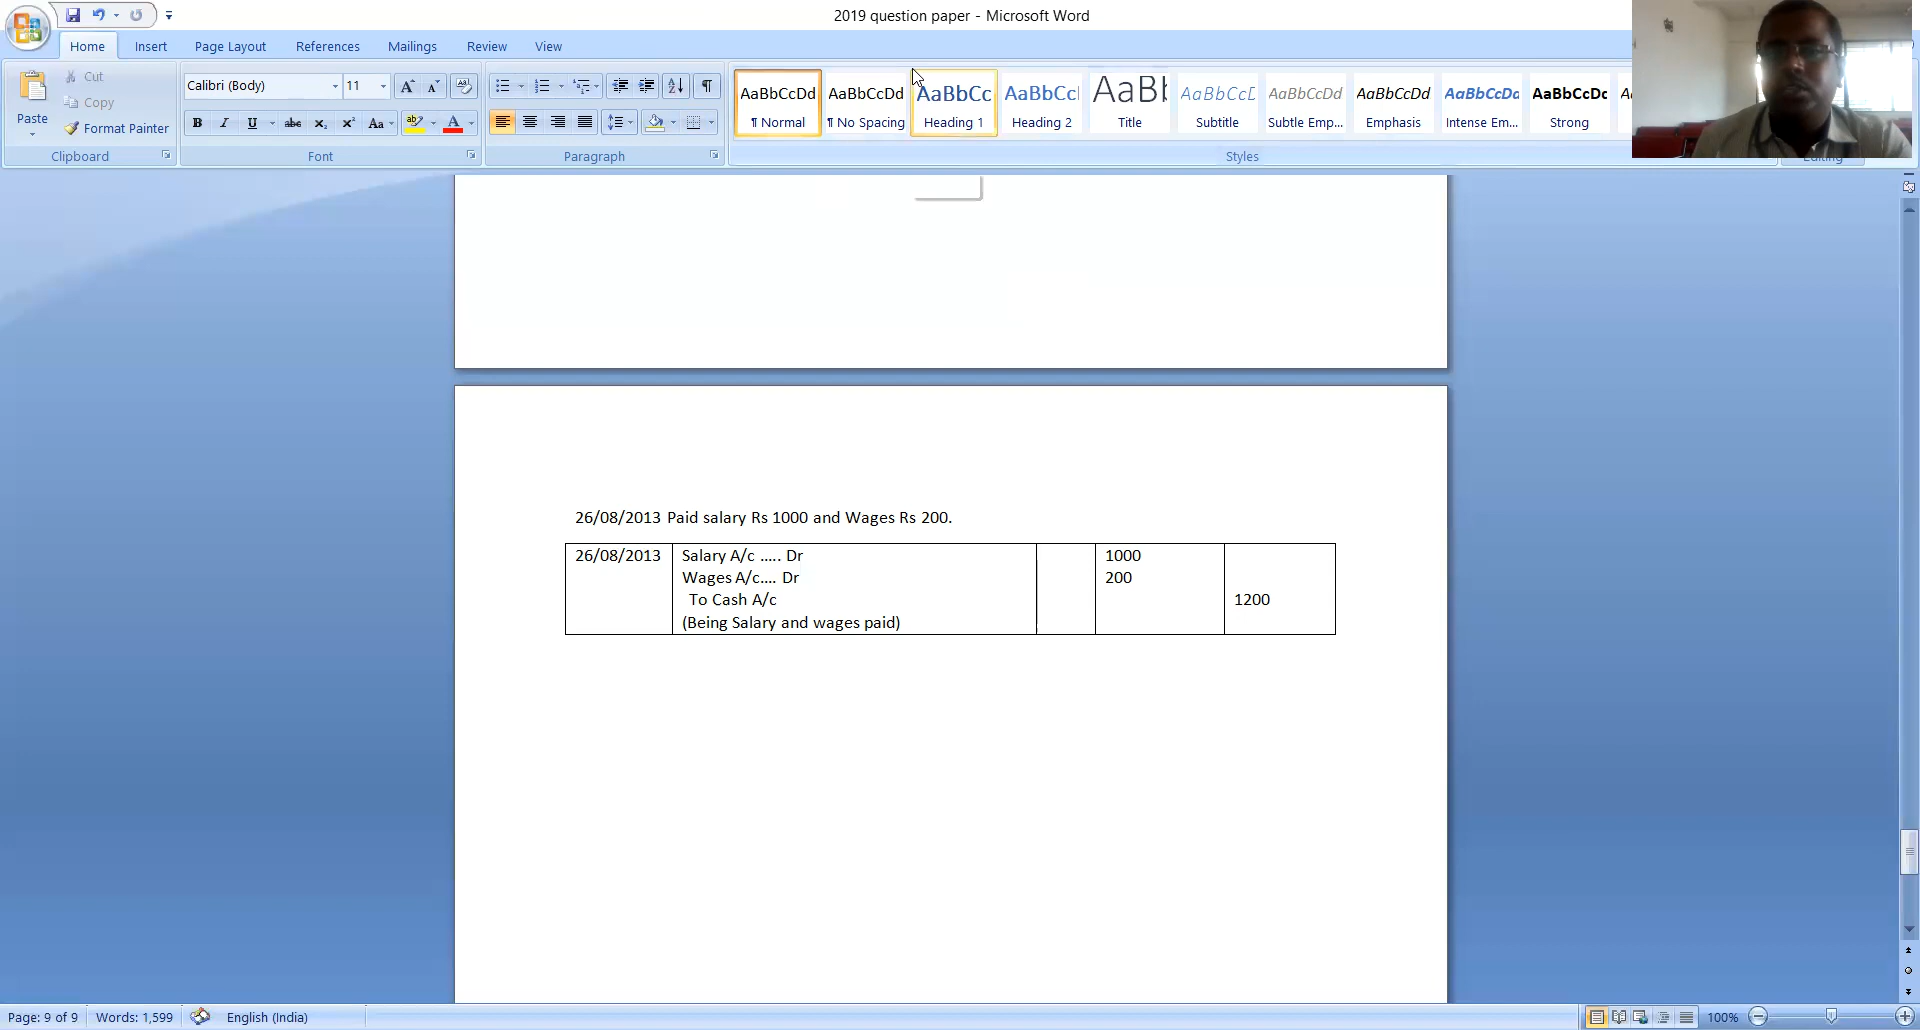 2019 question paper - Microsoft Word
Home Insert Page Layout References Mailings Review View
Paste
Cut
Copy
Format Painter
Clipboard
Calibri (Body) 11
Font
Paragraph
AaBbCcDd AaBbCcDd AaBbCc AaBbCcI AaBI AaBbCcD AaBbCcDd AaBbCcDd AaBbCcDd AaBbCcDc
¶ Normal ¶ No Spacing Heading 1 Heading 2 Title Subtitle Subtle Emp... Emphasis Intense Em... Strong
Styles
Editing
26/08/2013 Paid salary Rs 1000 and Wages Rs 200.
26/08/2013 Salary A/c ..... Dr 1000
Wages A/c.... Dr 200
To Cash A/c 1200
(Being Salary and wages paid)
Page: 9 of 9 Words: 1,599 English (India) 100%